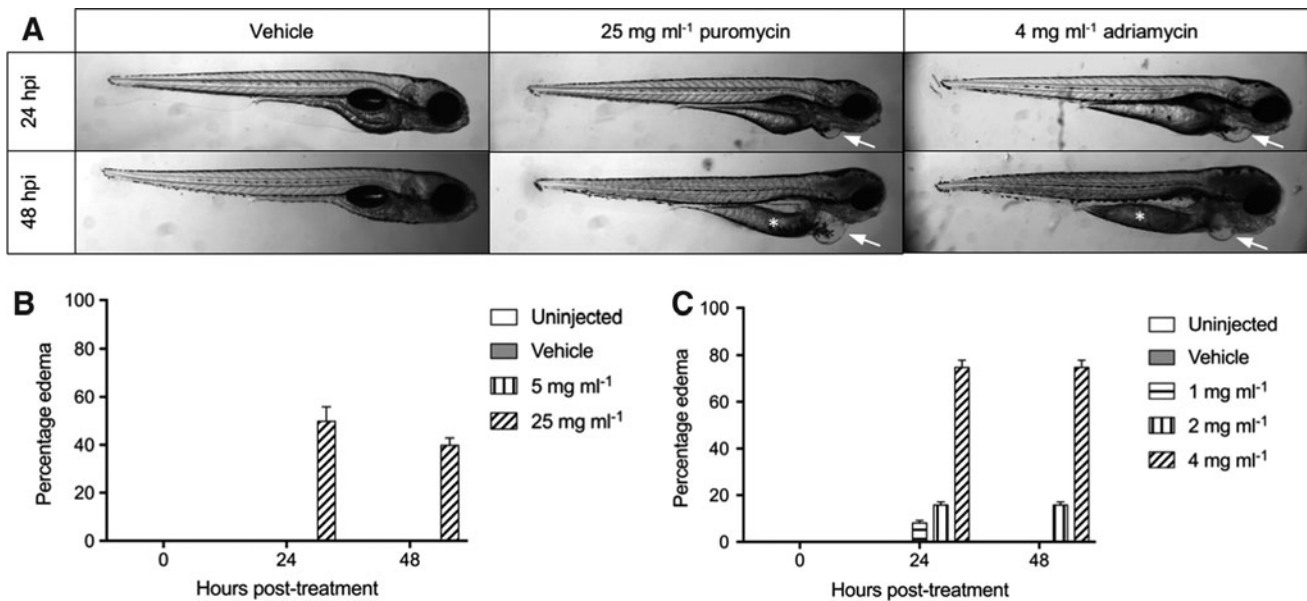 A
Vehicle
25 mg ml⁻¹ puromycin
4 mg ml⁻¹ adriamycin
24 hpi
48 hpi
*
*
B
100
80
60
40
20
0
Percentage edema
0
24
48
Hours post-treatment
Uninjected
Vehicle
5 mg ml⁻¹
25 mg ml⁻¹
C
100
80
60
40
20
0
Percentage edema
0
24
48
Hours post-treatment
Uninjected
Vehicle
1 mg ml⁻¹
2 mg ml⁻¹
4 mg ml⁻¹